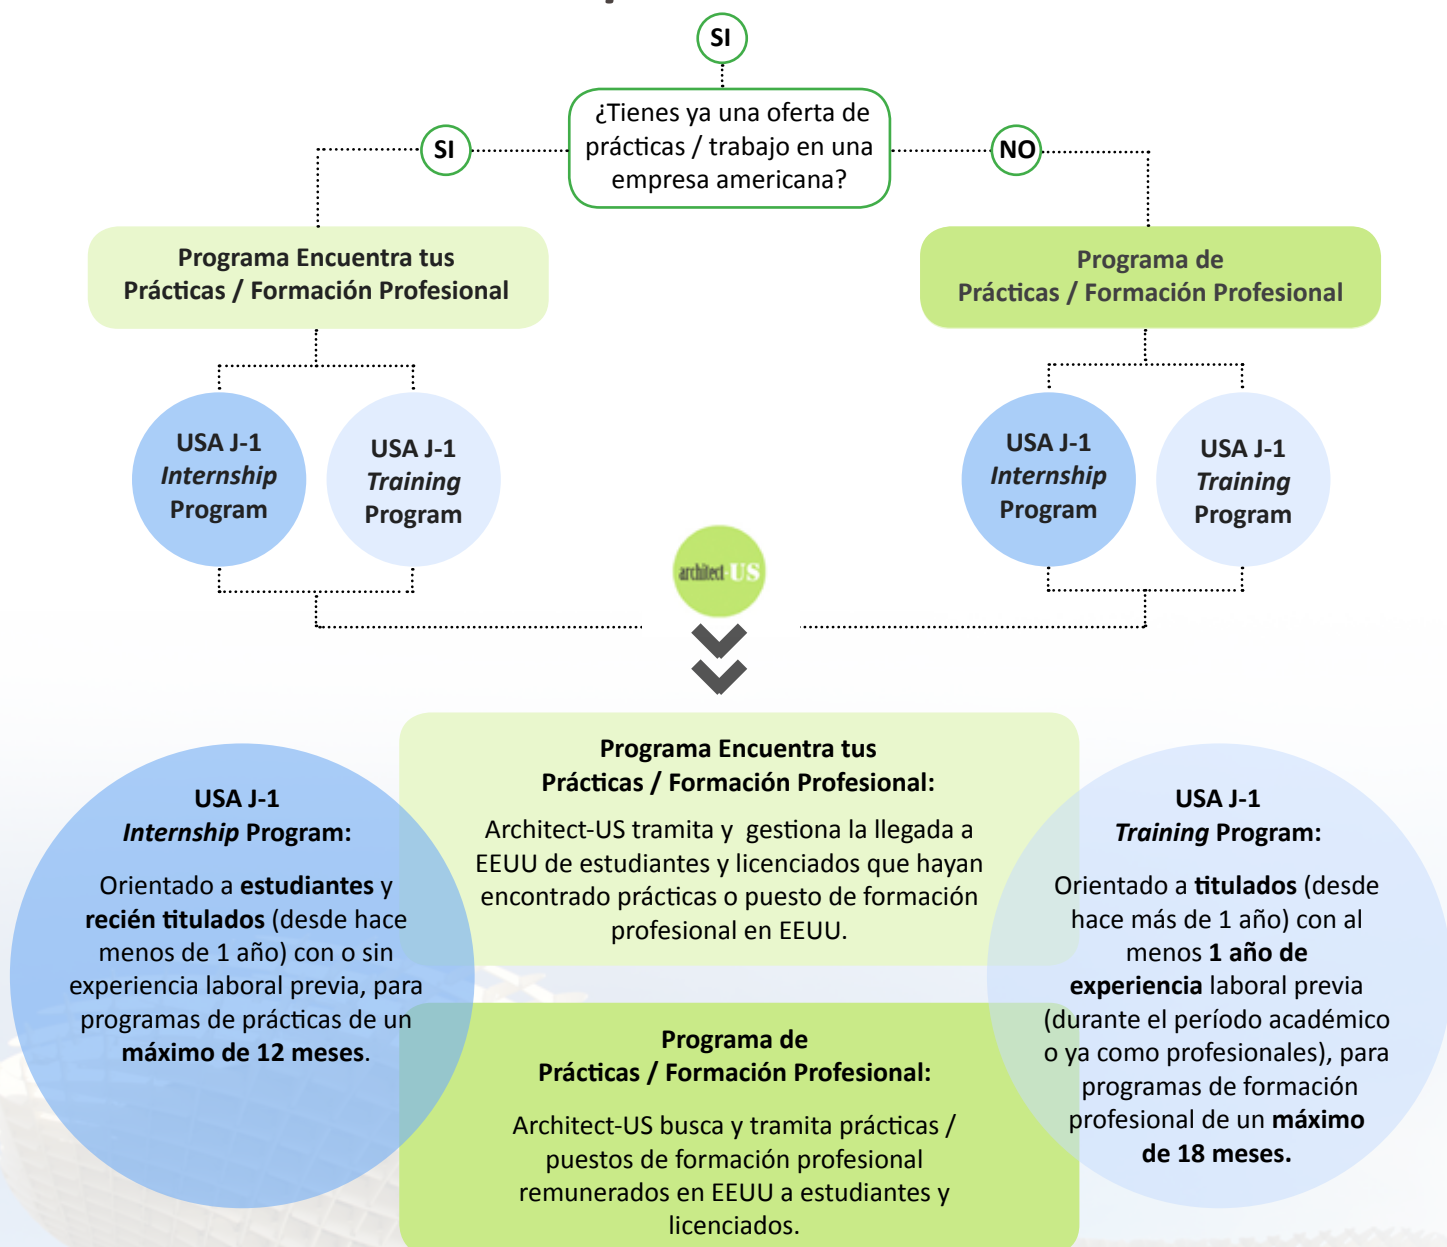 SI
¿Tienes ya una oferta de
prácticas / trabajo en una
empresa americana?
SI
NO
Programa Encuentra tus
Prácticas / Formación Profesional
Programa de
Prácticas / Formación Profesional
USA J-1
Internship
Program
USA J-1
Training
Program
USA J-1
Internship
Program
USA J-1
Training
Program
architect US
Programa Encuentra tus
Prácticas / Formación Profesional:
Architect-US tramita y gestiona la llegada a
EEUU de estudiantes y licenciados que hayan
encontrado prácticas o puesto de formación
profesional en EEUU.
USA J-1
Internship Program:
Orientado a estudiantes y
recién titulados (desde hace
menos de 1 año) con o sin
experiencia laboral previa, para
programas de prácticas de un
máximo de 12 meses.
USA J-1
Training Program:
Orientado a titulados (desde
hace más de 1 año) con al
menos 1 año de
experiencia laboral previa
(durante el período académico
o ya como profesionales), para
programas de formación
profesional de un máximo
de 18 meses.
Programa de
Prácticas / Formación Profesional:
Architect-US busca y tramita prácticas /
puestos de formación profesional
remunerados en EEUU a estudiantes y
licenciados.